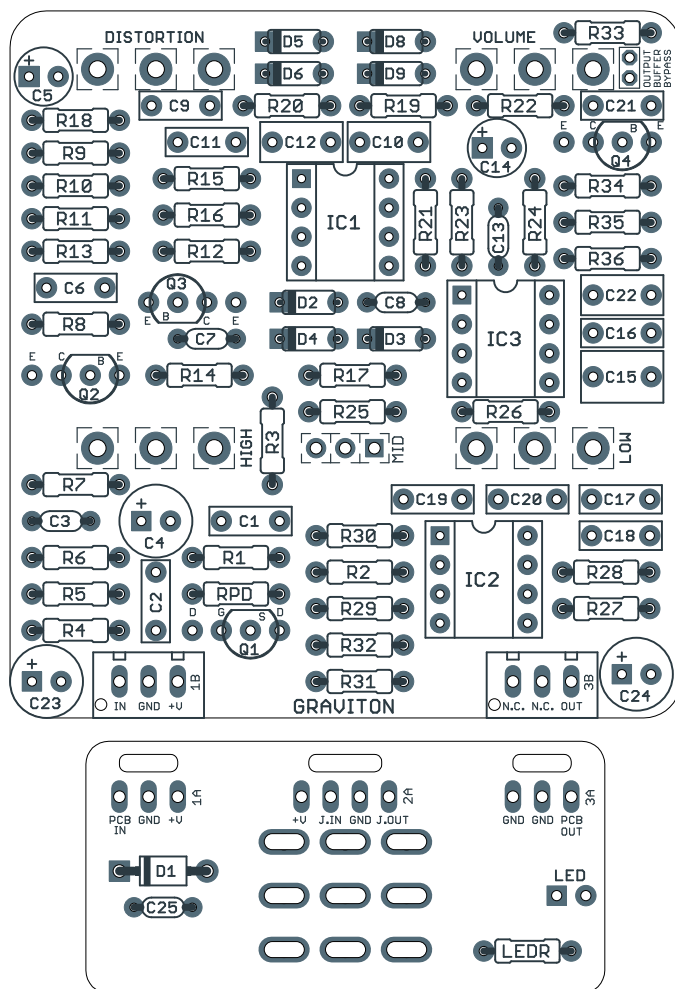 DISTORTION
VOLUME
D5
D8
R33
OUTPUT
BUFFER
BYPASS
+
C5
D6
D9
C9
R20
R19
R22
C21
R18
C11
C12
C10
+
C14
E
C
B
E
Q4
R9
R15
R10
R34
R16
IC1
R21
R23
C13
R24
R11
R35
R12
R13
R36
C6
Q3
E
B
C
E
D2
C8
C22
R8
C7
D4
D3
IC3
C16
E
C
B
E
Q2
R14
R17
C15
R25
R26
R3
HIGH
MID
LOW
R7
C19
C20
C17
C3
+
C4
C1
R30
C18
R6
R1
R2
IC2
R28
C2
R5
RPD
R29
R27
D
G
S
D
Q1
R4
R32
+
C23
IN
GND
+V
1B
R31
GRAVITON
N.C.
N.C.
OUT
3B
+
C24
1A
PCB
IN
GND
+V
2A
+V
J.IN
GND
J.OUT
3A
GND
GND
PCB
OUT
D1
LED
C25
LEDR